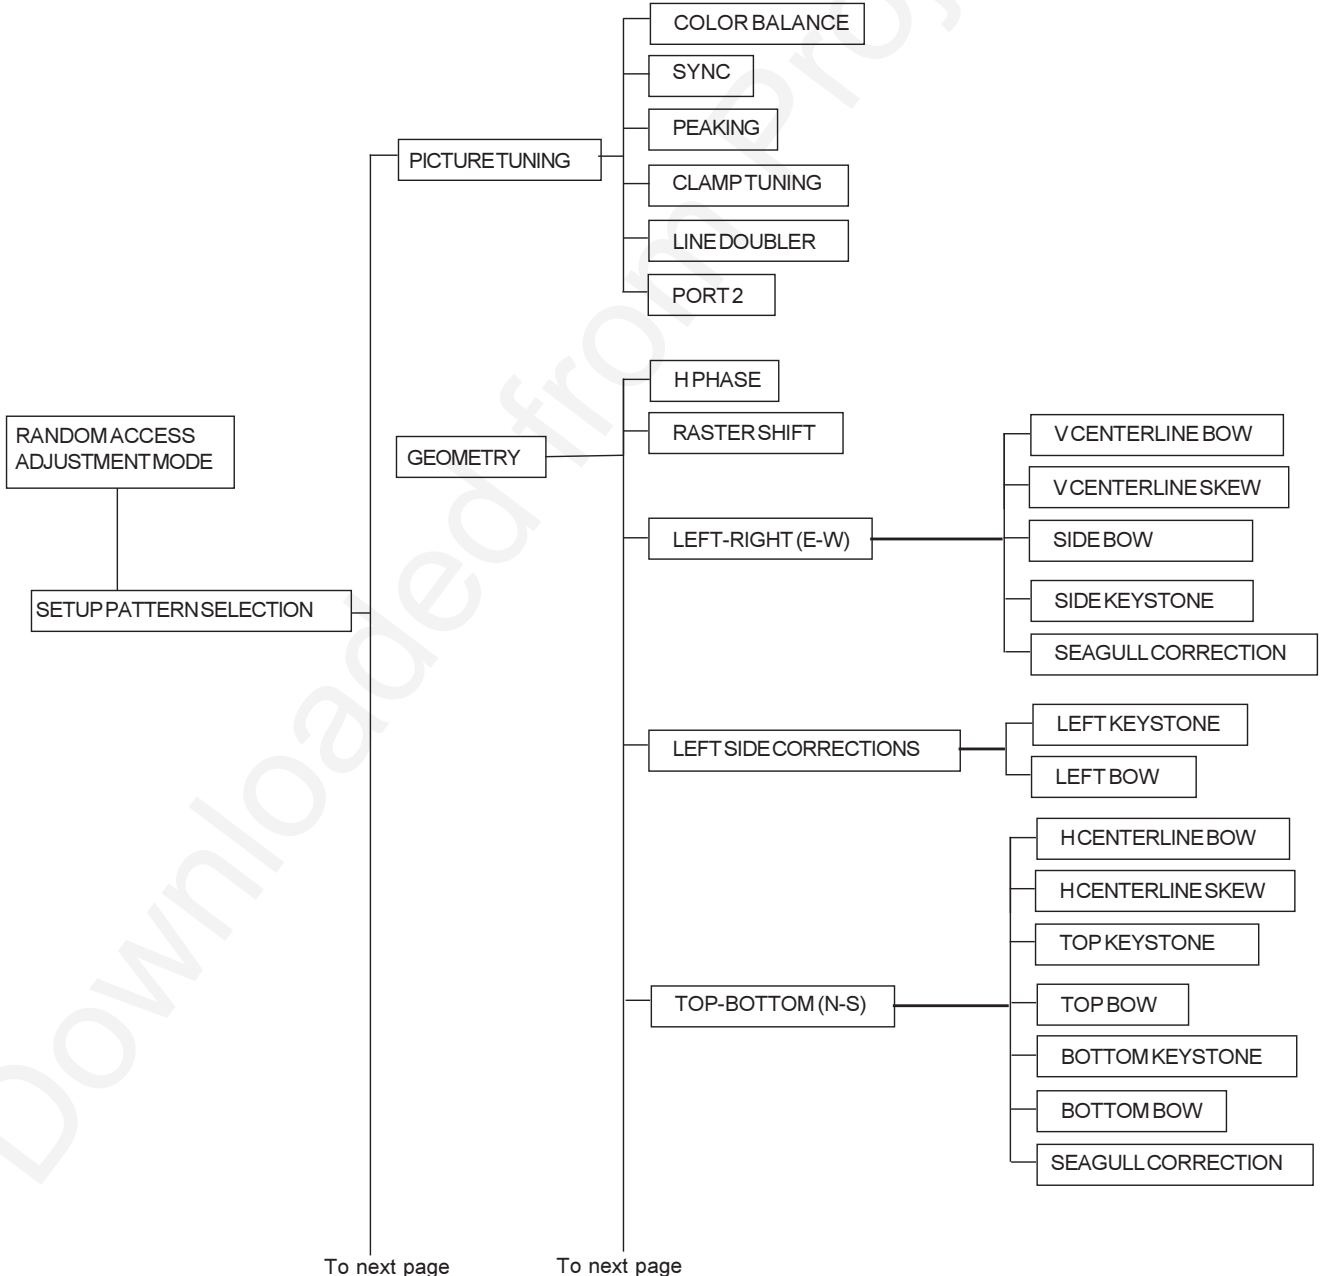 COLOR BALANCE
SYNC
PEAKING
PICTURE TUNING
CLAMP TUNING
LINE DOUBLER
PORT 2
H PHASE
RANDOM ACCESS
ADJUSTMENT MODE
GEOMETRY
RASTER SHIFT
V CENTERLINE BOW
V CENTERLINE SKEW
LEFT-RIGHT (E-W)
SIDE BOW
SETUP PATTERN SELECTION
SIDE KEYSTONE
SEAGULL CORRECTION
LEFT SIDE CORRECTIONS
LEFT KEYSTONE
LEFT BOW
H CENTERLINE BOW
H CENTERLINE SKEW
TOP KEYSTONE
TOP-BOTTOM (N-S)
TOP BOW
BOTTOM KEYSTONE
BOTTOM BOW
SEAGULL CORRECTION
To next page
To next page
Downloaded from